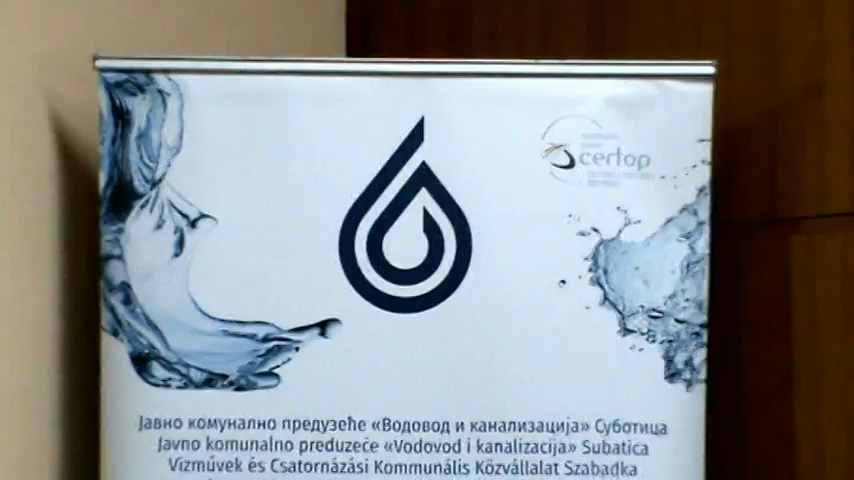 certop
Јавно комунално предузеће «Водовод и канализација» Суботица
Javno komunalno preduzeće «Vodovod i kanalizacija» Subatica
Vízművek és Csatornázási Kommunális Közvállalat Szabadka